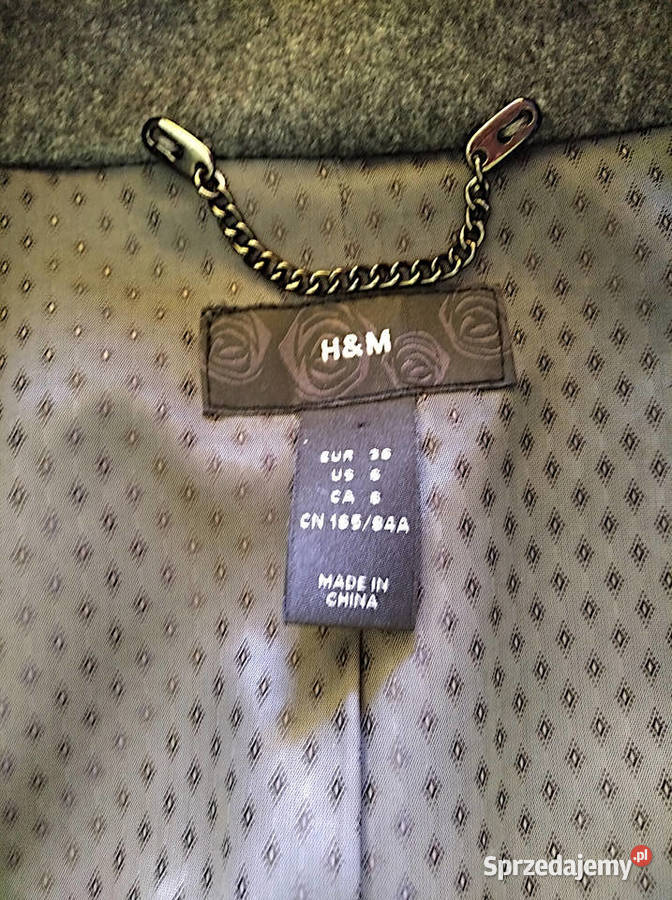 H&M
EUR 36
US 6
CA 6
CN 165/84A
MADE IN
CHINA
Sprzedajemy.pl